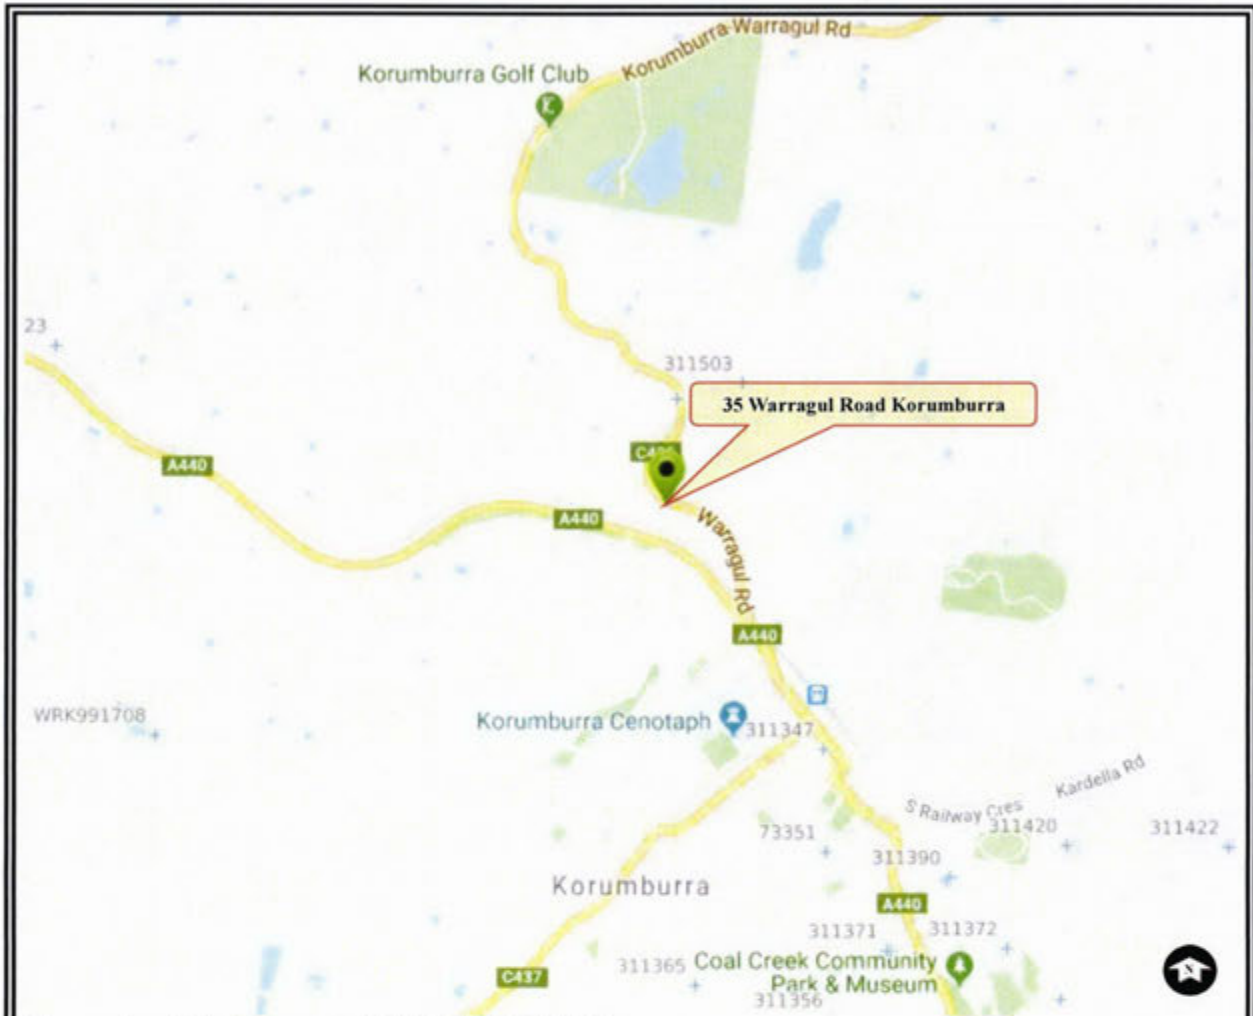 Korumburra-Warragul Rd
Korumburra Golf Club
K
23
311503
35 Warragul Road Korumburra
A440
A440
Warragul Rd
A440
WRK991708
Korumburra Cenotaph
311347
Kardella Rd
S Railway Cres
73351
311420
311422
311390
Korumburra
A440
311371
311372
311365
Coal Creek Community
Park & Museum
C437
311356
N